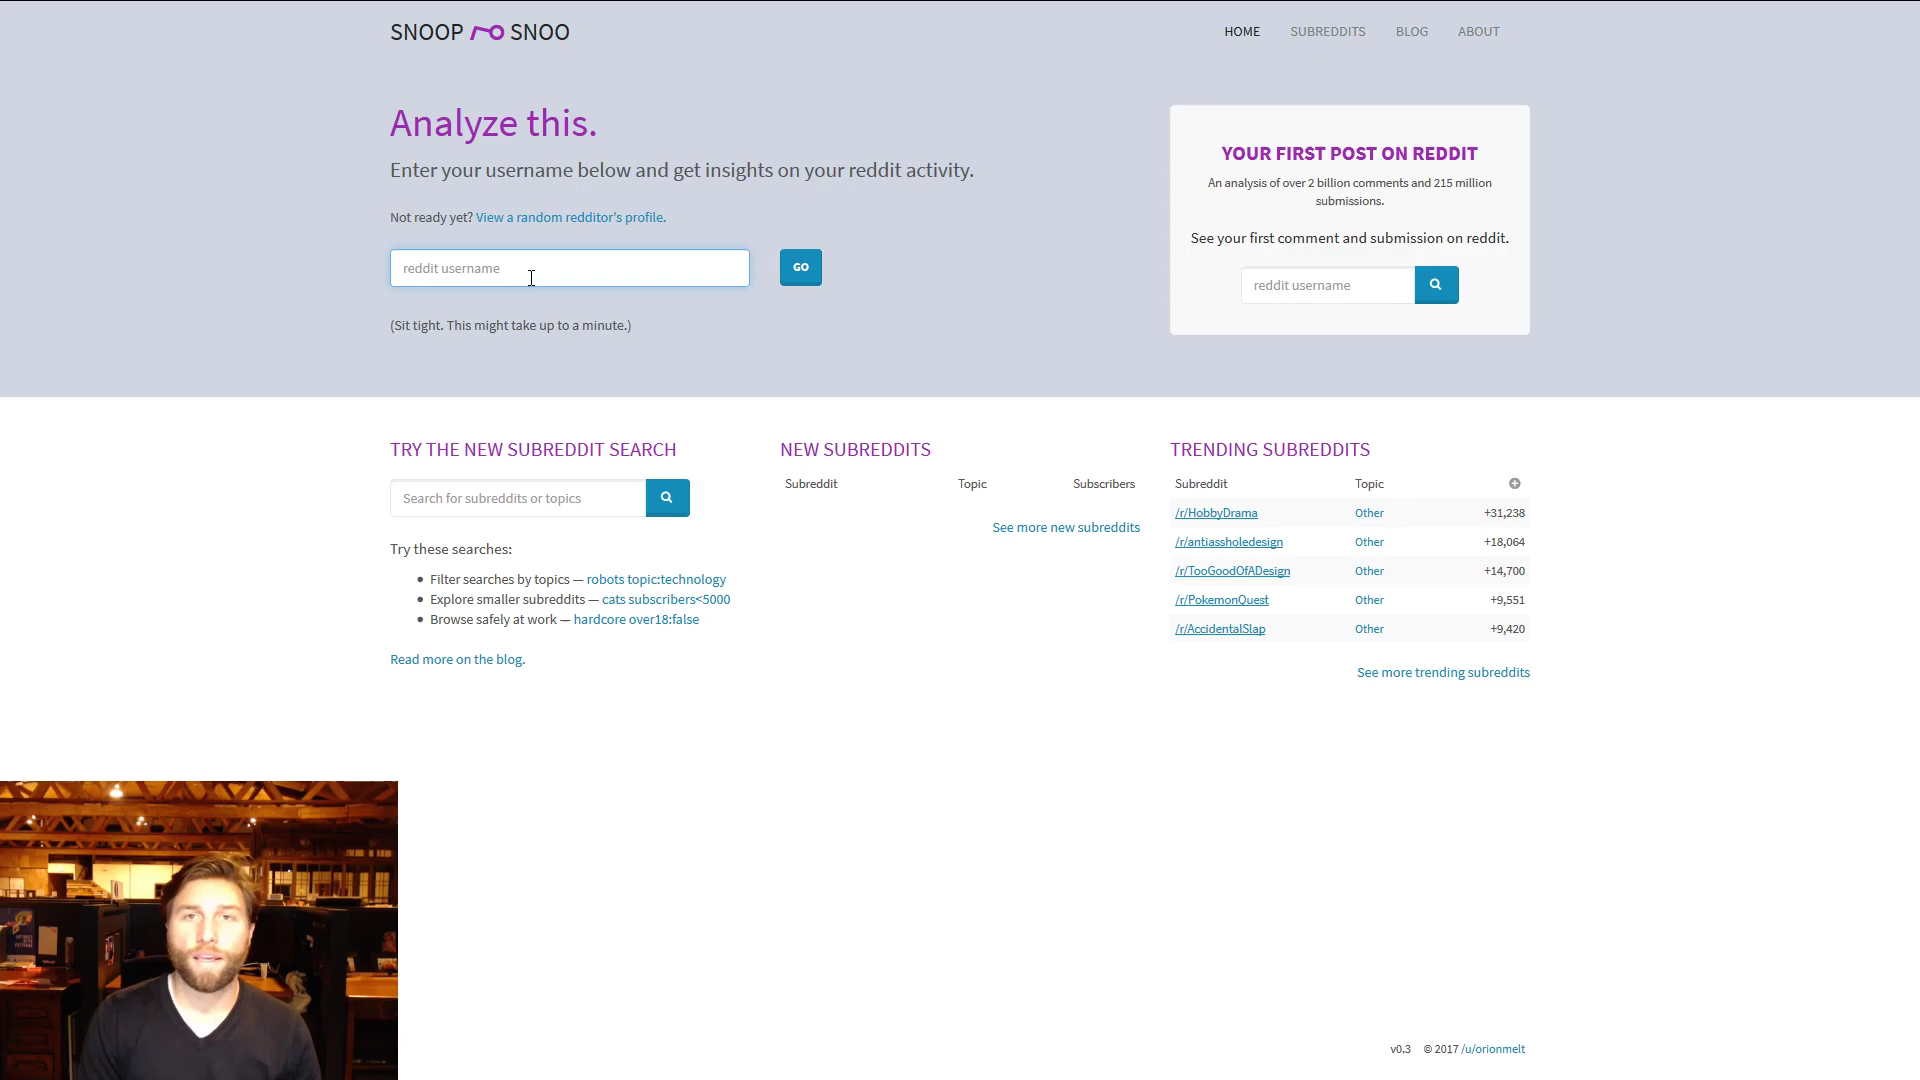 SNOOP SNOO
HOME
SUBREDDITS
BLOG
ABOUT
Analyze this.
Enter your username below and get insights on your reddit activity.
Not ready yet? View a random redditor's profile.
reddit username
GO
(Sit tight. This might take up to a minute.)
YOUR FIRST POST ON REDDIT
An analysis of over 2 billion comments and 215 million
submissions.
See your first comment and submission on reddit.
reddit username
TRY THE NEW SUBREDDIT SEARCH
Search for subreddits or topics
Try these searches:
Filter searches by topics — robots topic:technology
Explore smaller subreddits — cats subscribers<5000
Browse safely at work — hardcore over18:false
Read more on the blog.
NEW SUBREDDITS
Subreddit Topic Subscribers
See more new subreddits
TRENDING SUBREDDITS
Subreddit Topic
/r/HobbyDrama Other +31,238
/r/antiassholedesign Other +18,064
/r/TooGoodOfADesign Other +14,700
/r/PokemonQuest Other +9,551
/r/AccidentalSlap Other +9,420
See more trending subreddits
v0.3 © 2017 /u/orionmelt